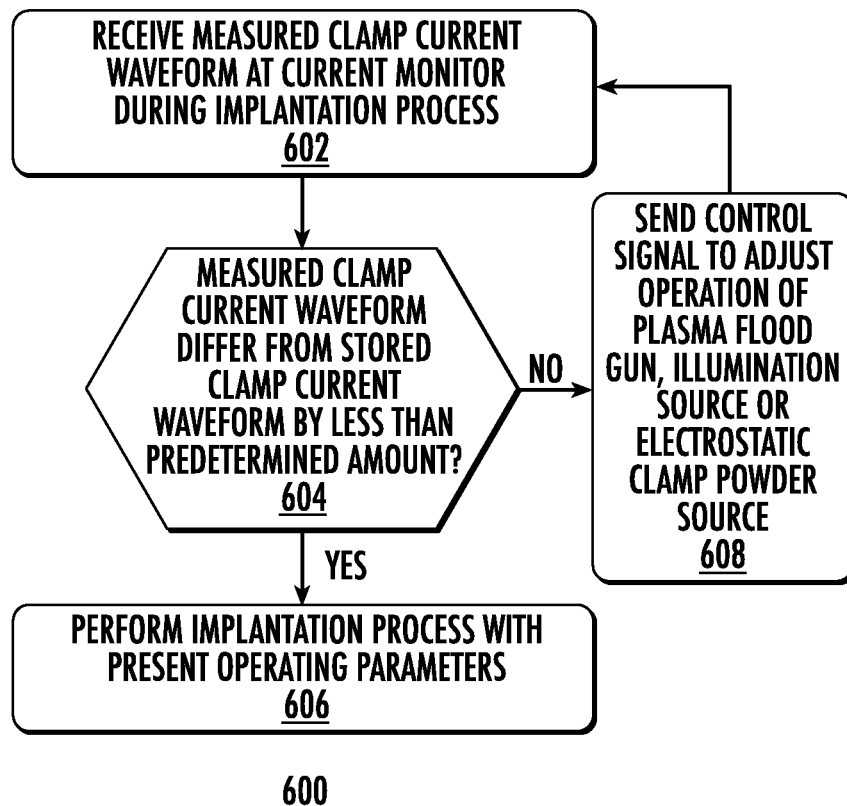 RECEIVE MEASURED CLAMP CURRENT
WAVEFORM AT CURRENT MONITOR
DURING IMPLANTATION PROCESS
602
MEASURED CLAMP
CURRENT WAVEFORM
DIFFER FROM STORED
CLAMP CURRENT
WAVEFORM BY LESS THAN
PREDETERMINED AMOUNT?
604
NO
SEND CONTROL
SIGNAL TO ADJUST
OPERATION OF
PLASMA FLOOD
GUN, ILLUMINATION
SOURCE OR
ELECTROSTATIC
CLAMP POWDER
SOURCE
608
YES
PERFORM IMPLANTATION PROCESS WITH
PRESENT OPERATING PARAMETERS
606
600